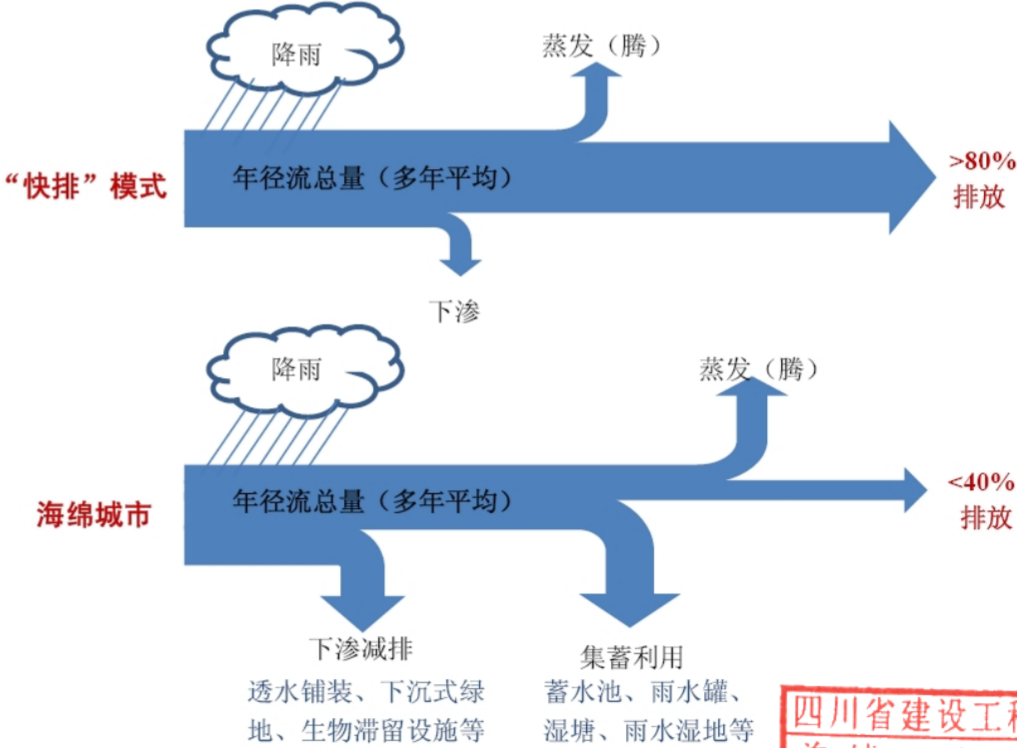 降雨
蒸发（腾）
“快排”模式
年径流总量（多年平均）
>80%
排放
下渗
降雨
蒸发（腾）
海绵城市
年径流总量（多年平均）
<40%
排放
下渗减排
集蓄利用
透水铺装、下沉式绿
地、生物滞留设施等
蓄水池、雨水罐、
湿塘、雨水湿地等
四川省建设工